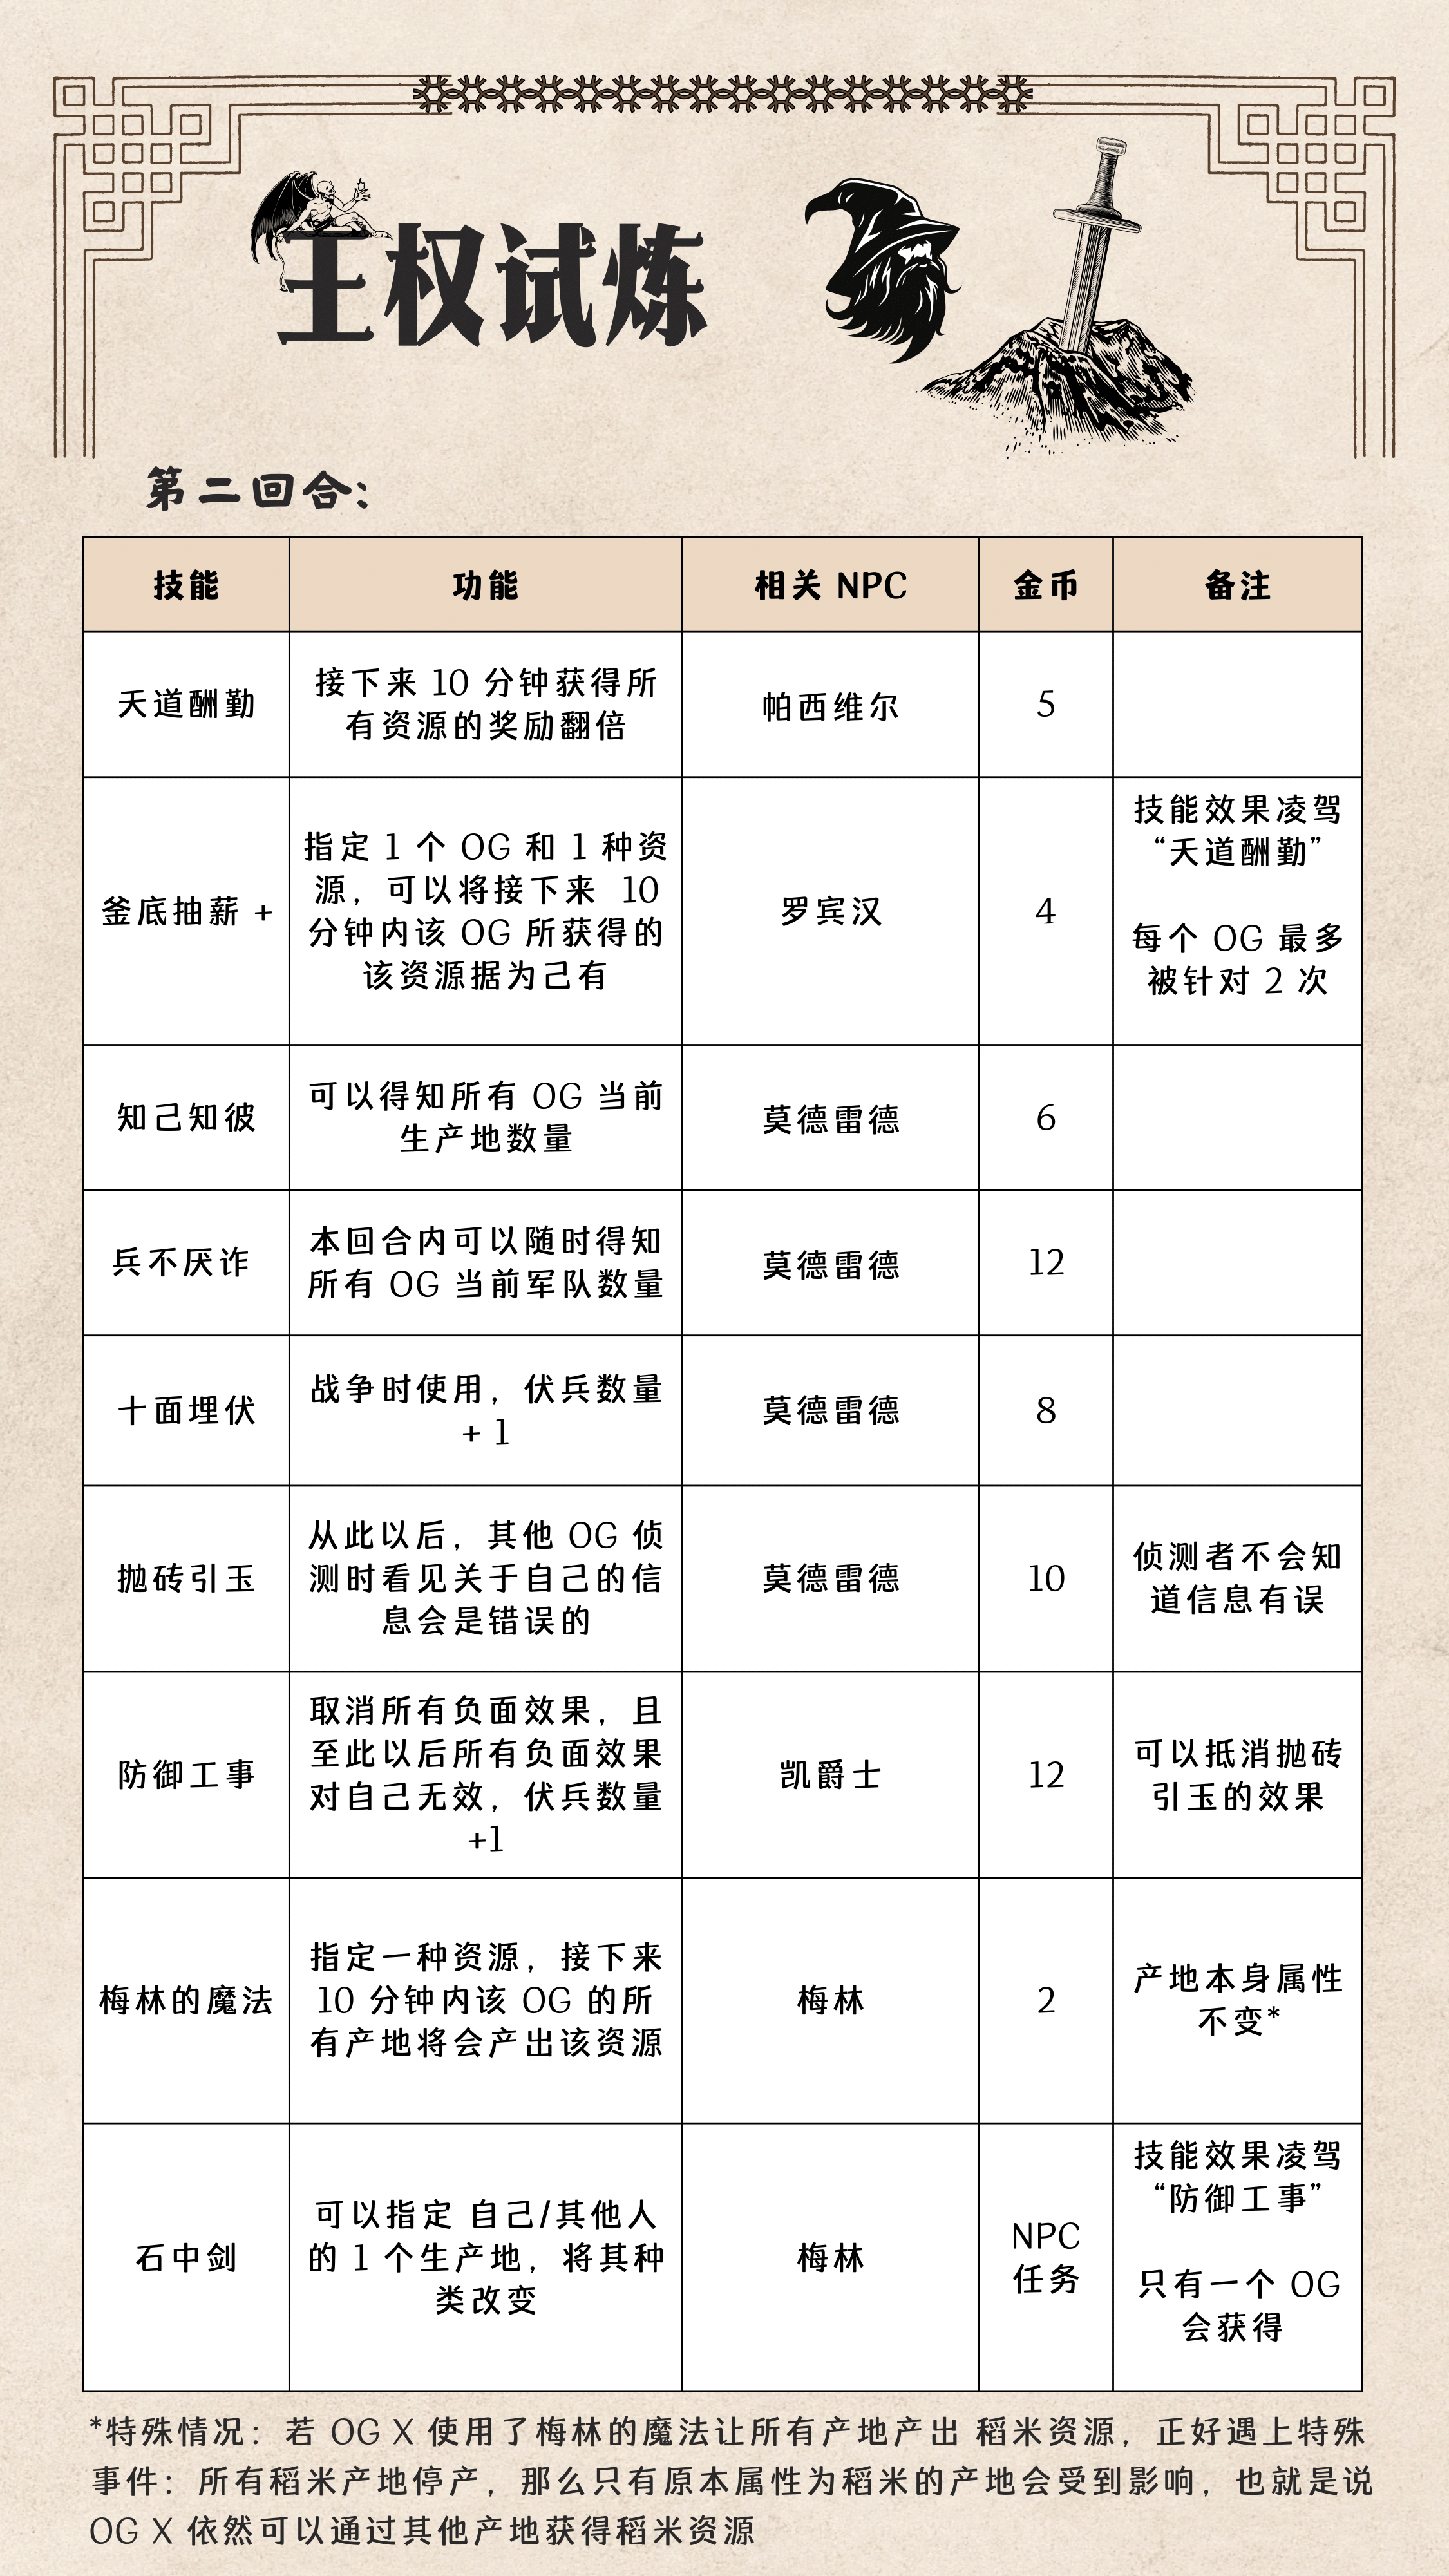 王权试炼
第二回合:
技能
功能
相关 NPC
金币
备注
天道酬勤
接下来 10 分钟获得所
有资源的奖励翻倍
帕西维尔
5
釜底抽薪 +
指定 1 个 OG 和 1 种资
源，可以将接下来 10
分钟内该 OG 所获得的
该资源据为己有
罗宾汉
4
技能效果凌驾
“天道酬勤”
每个 OG 最多
被针对 2 次
知己知彼
可以得知所有 OG 当前
生产地数量
莫德雷德
6
兵不厌诈
本回合内可以随时得知
所有 OG 当前军队数量
莫德雷德
12
十面埋伏
战争时使用，伏兵数量
+ 1
莫德雷德
8
抛砖引玉
从此以后，其他 OG 侦
测时看见关于自己的信
息会是错误的
莫德雷德
10
侦测者不会知
道信息有误
防御工事
取消所有负面效果，且
至此以后所有负面效果
对自己无效，伏兵数量
+1
凯爵士
12
可以抵消抛砖
引玉的效果
梅林的魔法
指定一种资源，接下来
10 分钟内该 OG 的所
有产地将会产出该资源
梅林
2
产地本身属性
不变*
石中剑
可以指定 自己/其他人
的 1 个生产地，将其种
类改变
梅林
NPC
任务
技能效果凌驾
“防御工事”
只有一个 OG
会获得
*特殊情况：若 OG X 使用了梅林的魔法让所有产地产出 稻米资源，正好遇上特殊
事件：所有稻米产地停产，那么只有原本属性为稻米的产地会受到影响，也就是说
OG X 依然可以通过其他产地获得稻米资源